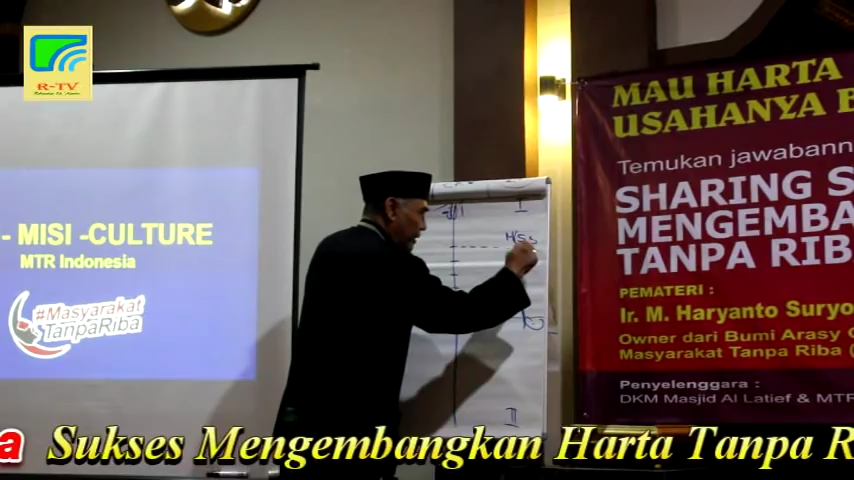 R-TV
- MISI -CULTURE
MTR Indonesia
#Masyarakat
TanpaRiba
I
II
MAU HARTA
USAHANYA B
Temukan jawabann
SHARING S
MENGEMBA
TANPA RIB
PEMATERI :
Ir. M. Haryanto Suryo
Owner dari Bumi Arasy
Masyarakat Tanpa Riba (
Penyelenggara :
DKM Masjid Al Latief & MTR
a Sukses Mengembangkan Harta Tanpa R